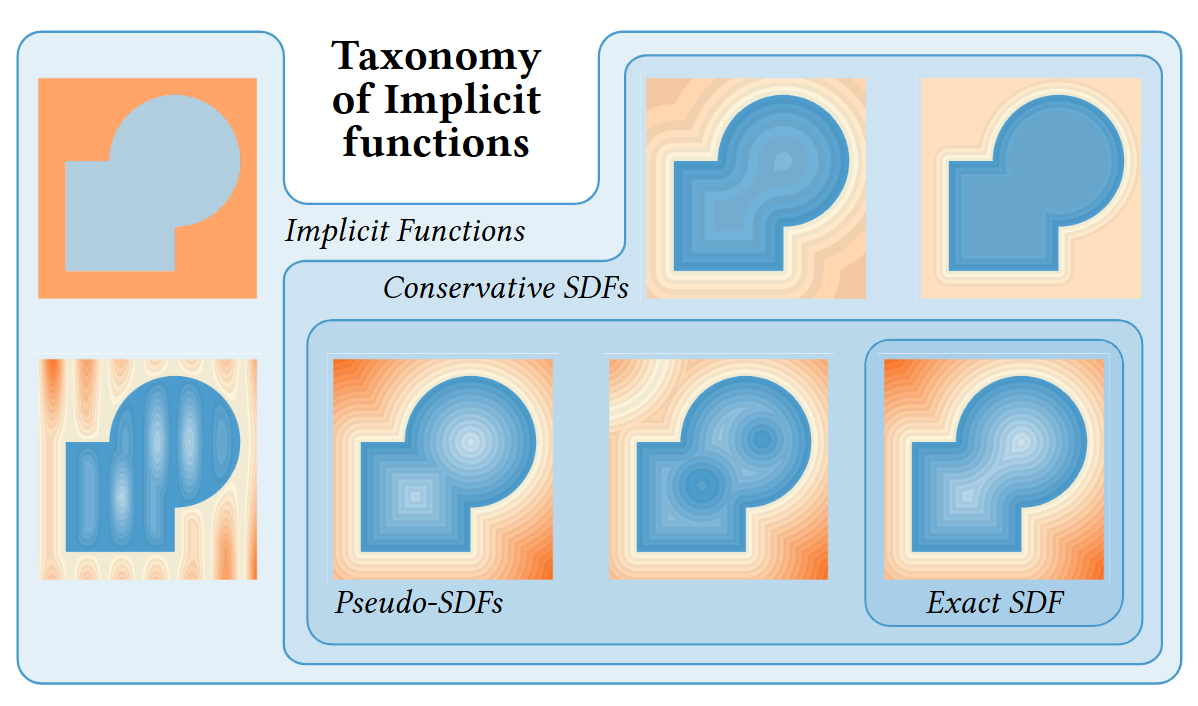 Taxonomy
of Implicit
functions
Implicit Functions
Conservative SDFs
Pseudo-SDFs
Exact SDF